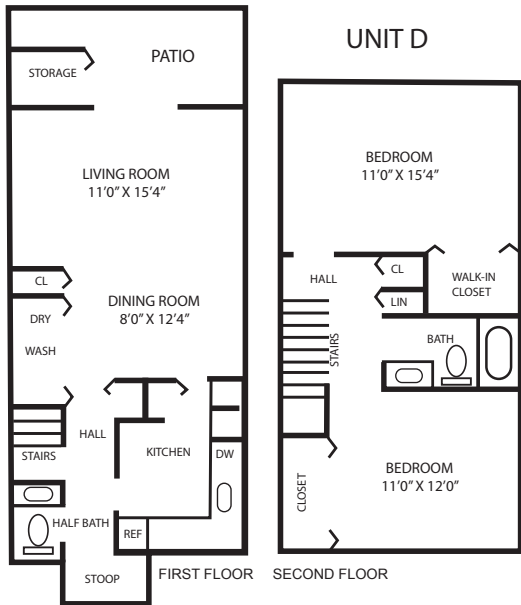 UNIT D
PATIO
STORAGE
LIVING ROOM
11'0" X 15'4"
CL
DINING ROOM
8'0" X 12'4"
DRY
WASH
HALL
STAIRS
KITCHEN
DW
HALF BATH
REF
STOOP
FIRST FLOOR
BEDROOM
11'0" X 15'4"
HALL
CL
LIN
WALK-IN
CLOSET
STAIRS
BATH
BEDROOM
11'0" X 12'0"
CLOSET
SECOND FLOOR